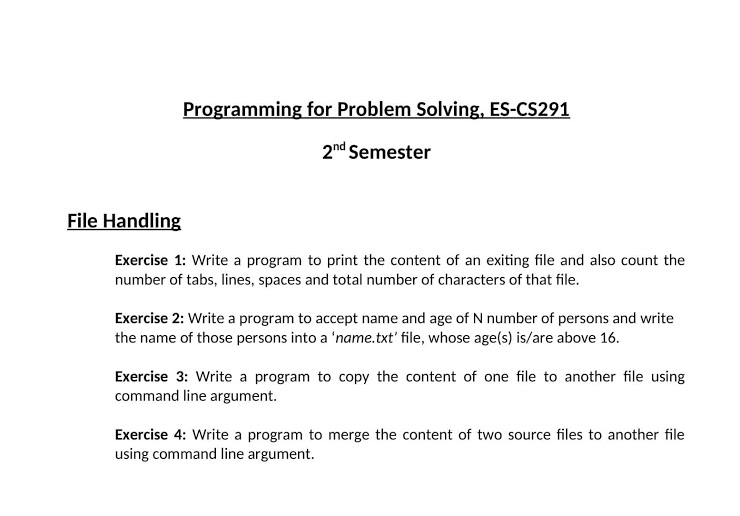 Programming for Problem Solving, ES-CS291
2nd Semester
File Handling
Exercise 1: Write a program to print the content of an exiting file and also count the
number of tabs, lines, spaces and total number of characters of that file.
Exercise 2: Write a program to accept name and age of N number of persons and write
the name of those persons into a ‘name.txt’ file, whose age(s) is/are above 16.
Exercise 3: Write a program to copy the content of one file to another file using
command line argument.
Exercise 4: Write a program to merge the content of two source files to another file
using command line argument.